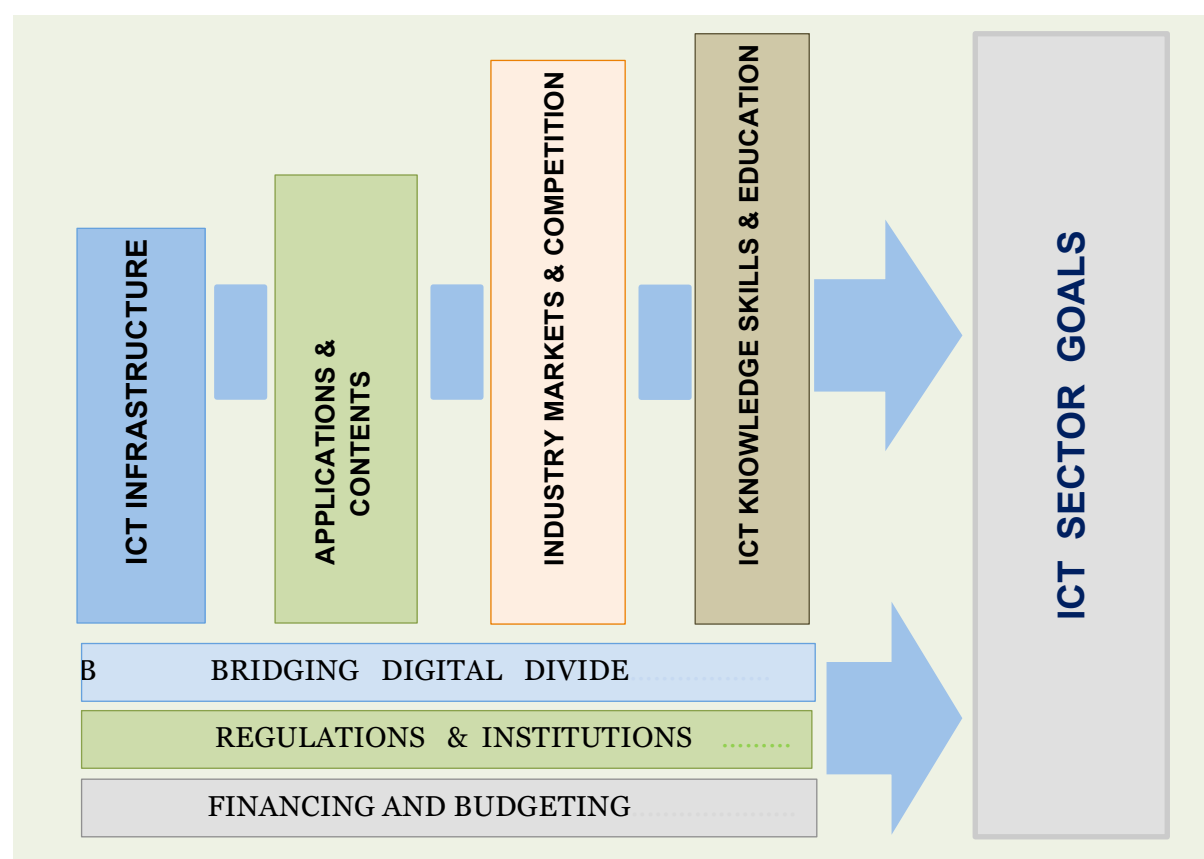 ICT INFRASTRUCTURE
APPLICATIONS &
CONTENTS
INDUSTRY MARKETS & COMPETITION
ICT KNOWLEDGE SKILLS & EDUCATION
ICT SECTOR GOALS
B BRIDGING DIGITAL DIVIDE..................
REGULATIONS & INSTITUTIONS .........
FINANCING AND BUDGETING.....................